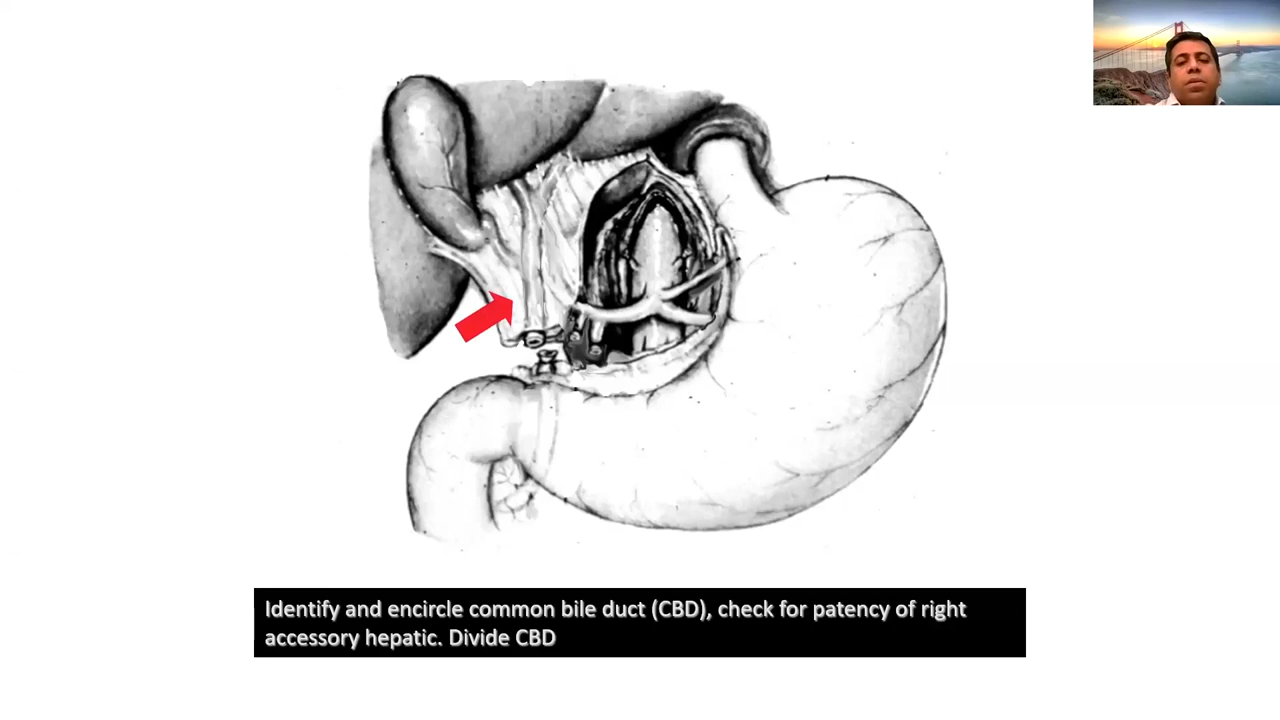 Identify and encircle common bile duct (CBD), check for patency of right
accessory hepatic. Divide CBD